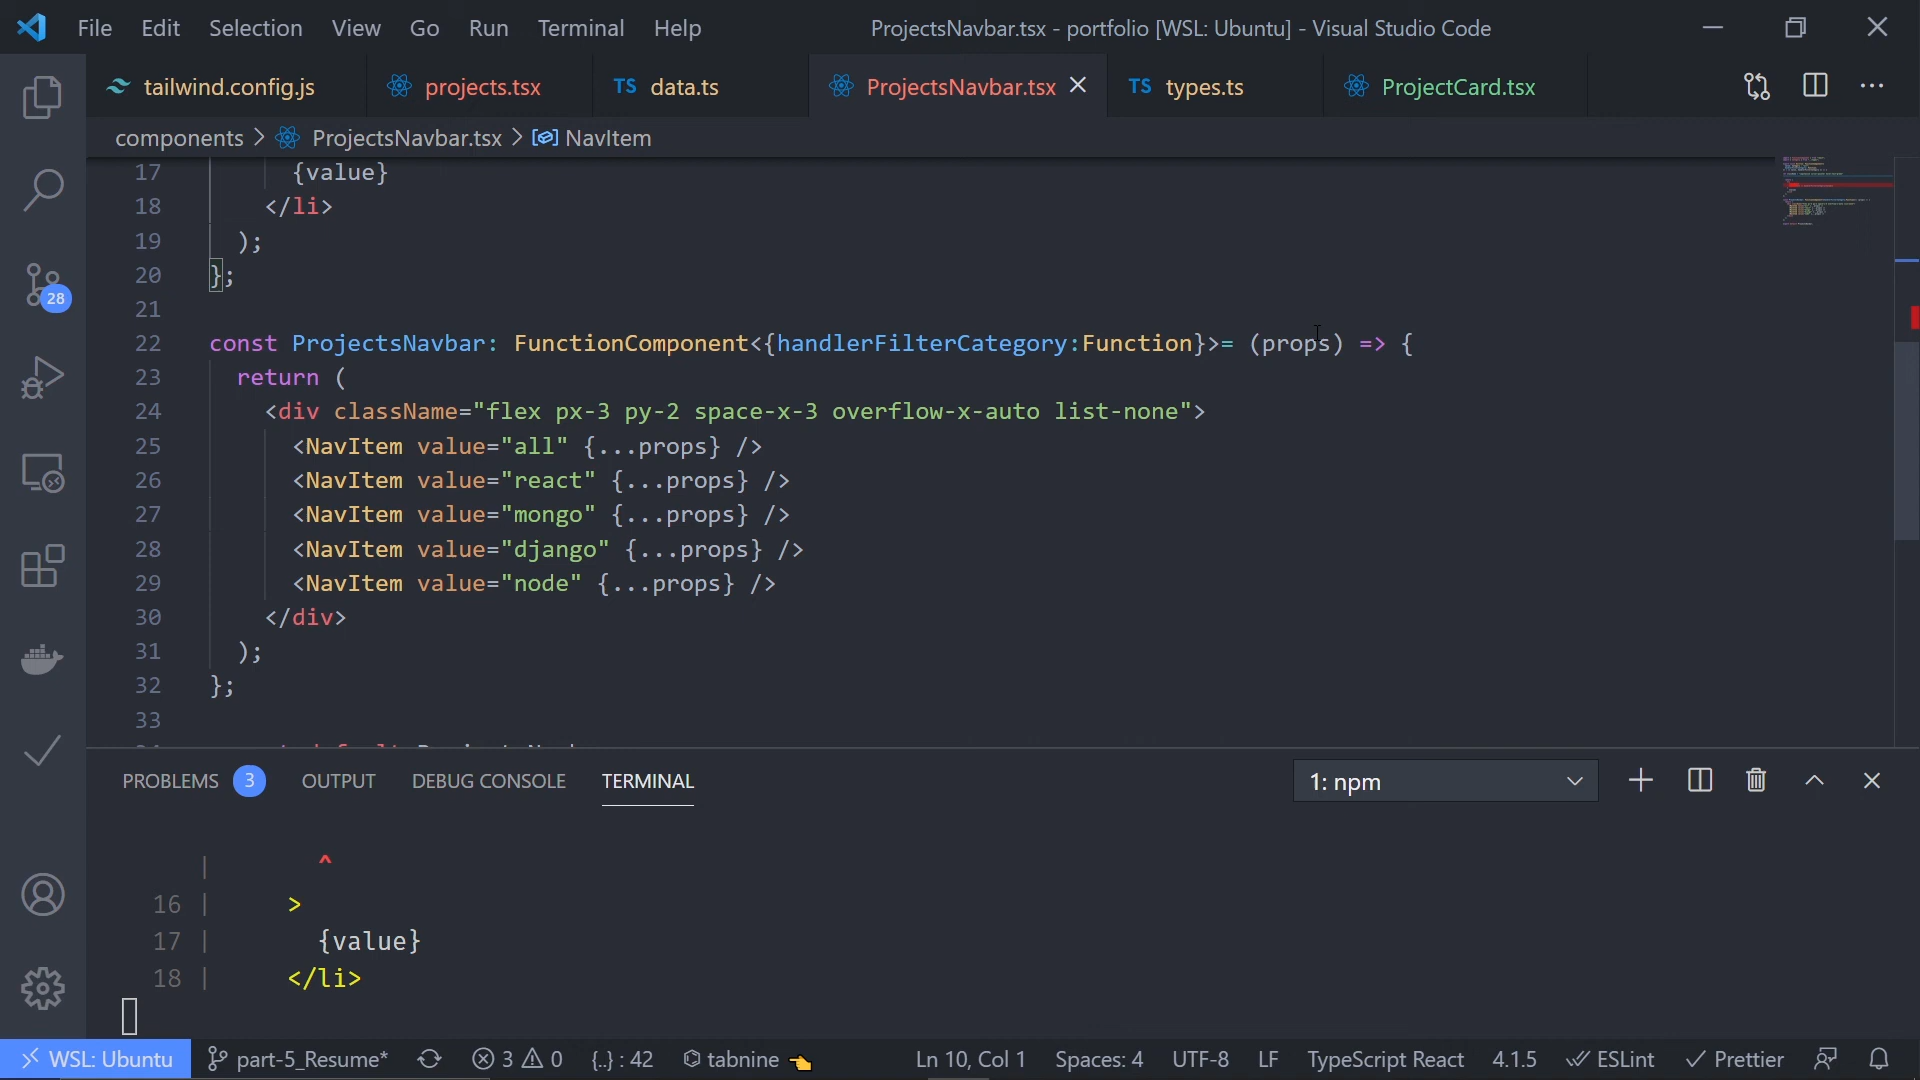 File Edit Selection View Go Run Terminal Help ProjectsNavbar.tsx - portfolio [WSL: Ubuntu] - Visual Studio Code
tailwind.config.js projects.tsx TS data.ts ProjectsNavbar.tsx TS types.ts ProjectCard.tsx
components > ProjectsNavbar.tsx > NavItem
17 {value}
18 </li>
19 );
20 };
21
22 const ProjectsNavbar: FunctionComponent<{handlerFilterCategory:Function}>= (props) => {
23 return (
24 <div className="flex px-3 py-2 space-x-3 overflow-x-auto list-none">
25 <NavItem value="all" {...props} />
26 <NavItem value="react" {...props} />
27 <NavItem value="mongo" {...props} />
28 <NavItem value="django" {...props} />
29 <NavItem value="node" {...props} />
30 </div>
31 );
32 };
33
28
PROBLEMS 3 OUTPUT DEBUG CONSOLE TERMINAL 1: npm
| ^
16 | >
17 | {value}
18 | </li>
WSL: Ubuntu part-5_Resume* 3 0 {..} : 42 tabnine Ln 10, Col 1 Spaces: 4 UTF-8 LF TypeScript React 4.1.5 ESLint Prettier